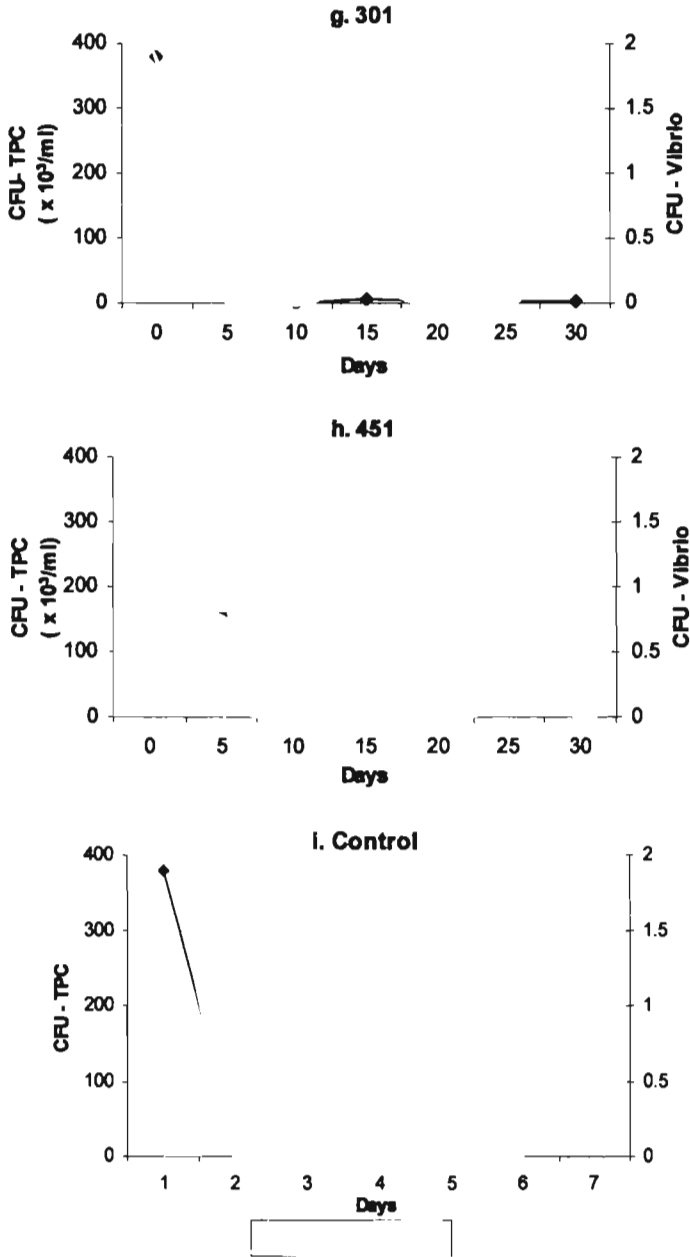 g. 301
400 2
300 1.5
200 1
100 0.5
0 0
CFU- TPC
( x 10³/ml)
CFU - Vibrio
0 5 10 15 20 25 30
Days
h. 451
400 2
300 1.5
200 1
100 0.5
0 0
CFU - TPC
( x 10³/ml)
CFU - Vibrio
0 5 10 15 20 25 30
Days
i. Control
400 2
300 1.5
200 1
100 0.5
0 0
CFU - TPC
1 2 3 4 5 6 7
Days